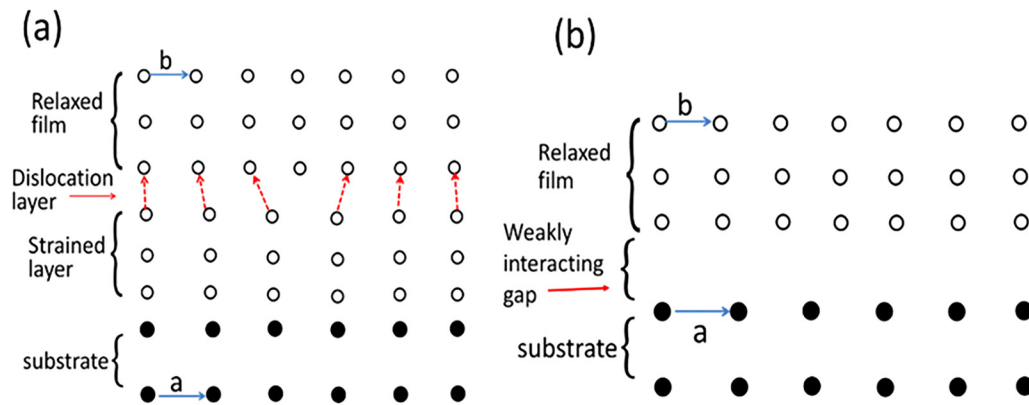 (a)
b
Relaxed
film
Dislocation
layer
Strained
layer
substrate
a
(b)
b
Relaxed
film
Weakly
interacting
gap
a
substrate